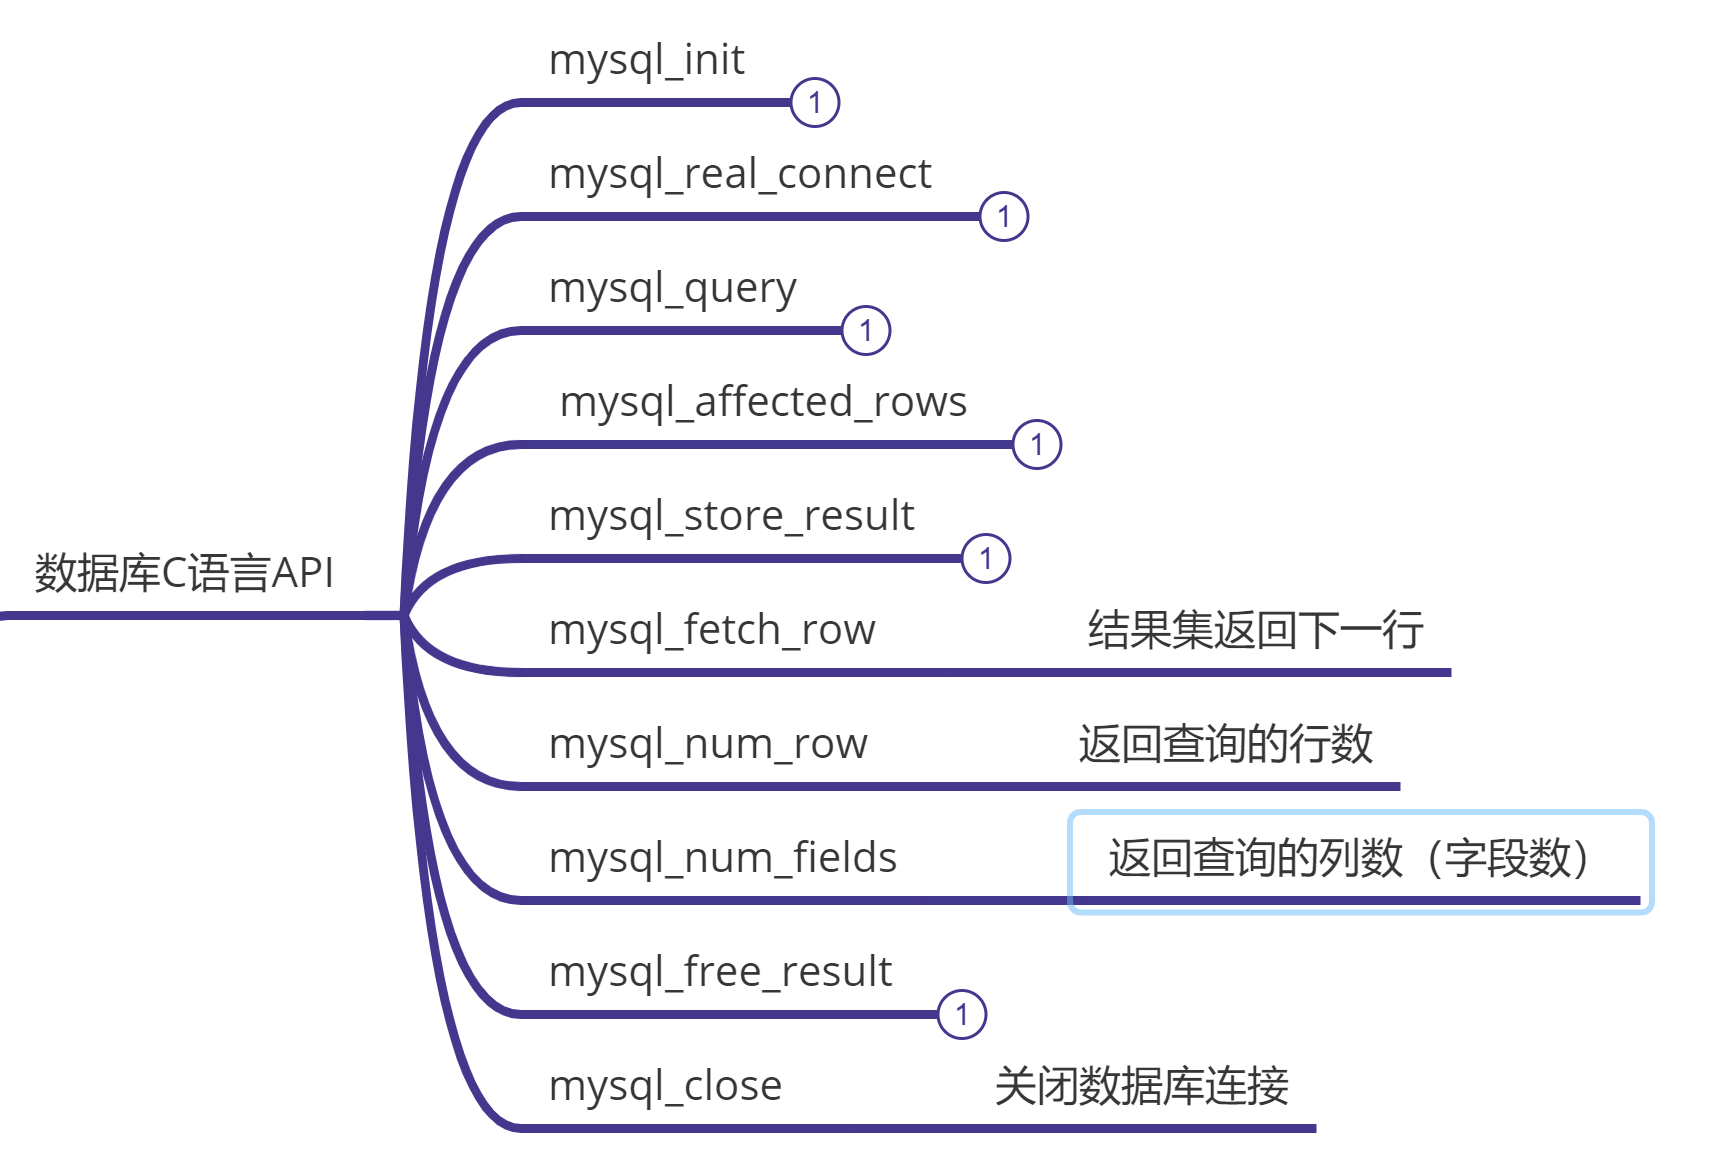 mysql_init
1
mysql_real_connect
1
mysql_query
1
mysql_affected_rows
1
mysql_store_result
1
数据库C语言API
mysql_fetch_row 结果集返回下一行
mysql_num_row 返回查询的行数
mysql_num_fields 返回查询的列数（字段数）
mysql_free_result
1
mysql_close 关闭数据库连接